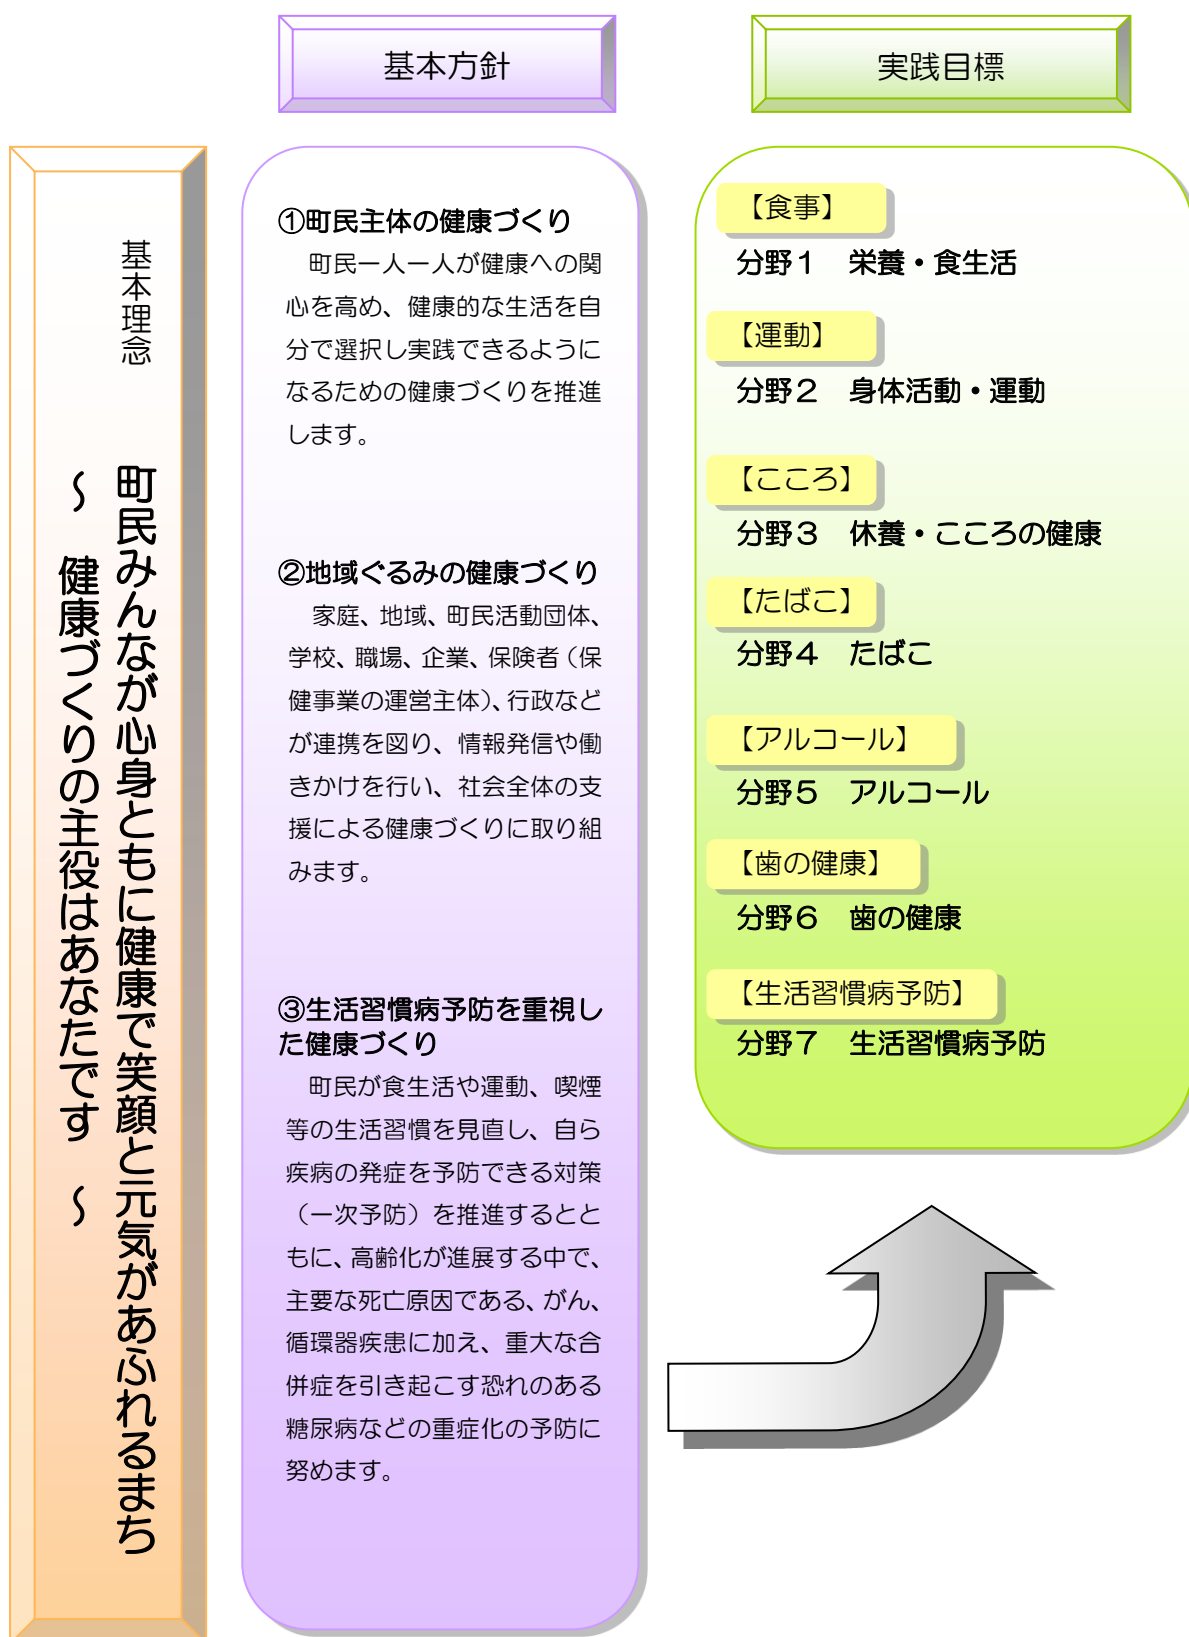 基本方針
実践目標
基本理念
町民みんなが心身ともに健康で笑顔と元気があふれるまち
～　健康づくりの主役はあなたです　～
①町民主体の健康づくり
町民一人一人が健康への関
心を高め、健康的な生活を自
分で選択し実践できるように
なるための健康づくりを推進
します。
②地域ぐるみの健康づくり
家庭、地域、町民活動団体、
学校、職場、企業、保険者（保
健事業の運営主体）、行政など
が連携を図り、情報発信や働
きかけを行い、社会全体の支
援による健康づくりに取り組
みます。
③生活習慣病予防を重視し
た健康づくり
町民が食生活や運動、喫煙
等の生活習慣を見直し、自ら
疾病の発症を予防できる対策
（一次予防）を推進するとと
もに、高齢化が進展する中で、
主要な死亡原因である、がん、
循環器疾患に加え、重大な合
併症を引き起こす恐れのある
糖尿病などの重症化の予防に
努めます。
【食事】
分野１　栄養・食生活
【運動】
分野２　身体活動・運動
【こころ】
分野３　休養・こころの健康
【たばこ】
分野４　たばこ
【アルコール】
分野５　アルコール
【歯の健康】
分野６　歯の健康
【生活習慣病予防】
分野７　生活習慣病予防